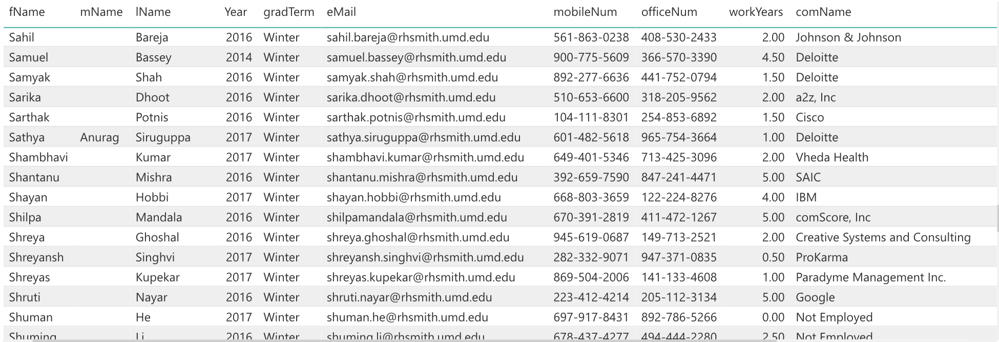 fName mName lName Year gradTerm eMail mobileNum officeNum workYears comName
Sahil Bareja 2016 Winter sahil.bareja@rhsmith.umd.edu 561-863-0238 408-530-2433 2.00 Johnson & Johnson
Samuel Bassey 2014 Winter samuel.bassey@rhsmith.umd.edu 900-775-5609 366-570-3390 4.50 Deloitte
Samyak Shah 2016 Winter samyak.shah@rhsmith.umd.edu 892-277-6636 441-752-0794 1.50 Deloitte
Sarika Dhoot 2016 Winter sarika.dhoot@rhsmith.umd.edu 510-653-6600 318-205-9562 2.00 a2z, Inc
Sarthak Potnis 2016 Winter sarthak.potnis@rhsmith.umd.edu 104-111-8301 254-853-6892 1.50 Cisco
Sathya Anurag Siruguppa 2017 Winter sathya.siruguppa@rhsmith.umd.edu 601-482-5618 965-754-3664 1.00 Deloitte
Shambhavi Kumar 2017 Winter shambhavi.kumar@rhsmith.umd.edu 649-401-5346 713-425-3096 2.00 Vheda Health
Shantanu Mishra 2016 Winter shantanu.mishra@rhsmith.umd.edu 392-659-7590 847-241-4471 5.00 SAIC
Shayan Hobbi 2017 Winter shayan.hobbi@rhsmith.umd.edu 668-803-3659 122-224-8276 4.00 IBM
Shilpa Mandala 2016 Winter shilpamandala@rhsmith.umd.edu 670-391-2819 411-472-1267 5.00 comScore, Inc
Shreya Ghoshal 2016 Winter shreya.ghoshal@rhsmith.umd.edu 945-619-0687 149-713-2521 2.00 Creative Systems and Consulting
Shreyansh Singhvi 2017 Winter shreyansh.singhvi@rhsmith.umd.edu 282-332-9071 947-371-0835 0.50 ProKarma
Shreyas Kupekar 2017 Winter shreyas.kupekar@rhsmith.umd.edu 869-504-2006 141-133-4608 1.00 Paradyme Management Inc.
Shruti Nayar 2016 Winter shruti.nayar@rhsmith.umd.edu 223-412-4214 205-112-3134 5.00 Google
Shuman He 2017 Winter shuman.he@rhsmith.umd.edu 697-917-8431 892-786-5266 0.00 Not Employed
Shuming Li 2016 Winter shuming.li@rhsmith.umd.edu 678-437-4277 494-444-2280 2.50 Not Employed